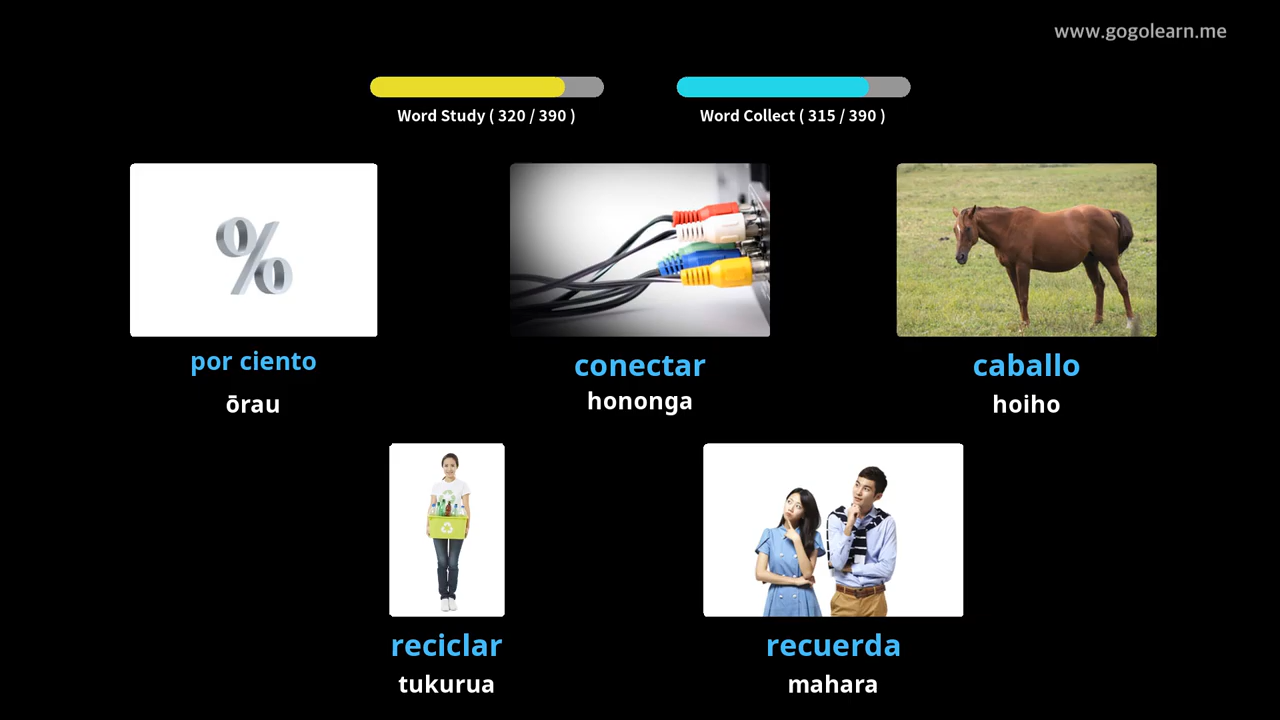 www.gogolearn.me
Word Study ( 320 / 390 )
Word Collect ( 315 / 390 )
%
por ciento
ōrau
conectar
hononga
caballo
hoiho
reciclar
tukurua
recuerda
mahara